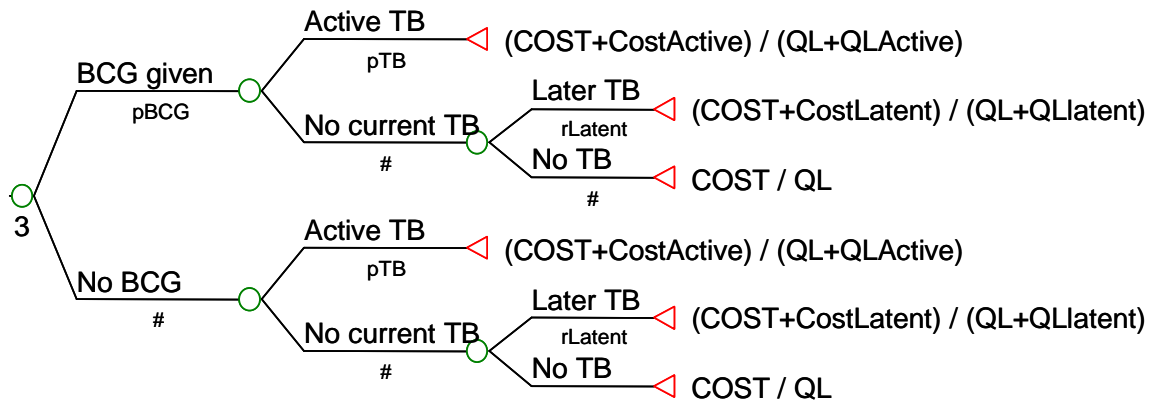 Active TB
pTB
(COST+CostActive) / (QL+QLActive)
BCG given
pBCG
Later TB
rLatent
(COST+CostLatent) / (QL+QLlatent)
No current TB
#
No TB
#
COST / QL
3
Active TB
pTB
(COST+CostActive) / (QL+QLActive)
No BCG
#
Later TB
rLatent
(COST+CostLatent) / (QL+QLlatent)
No current TB
#
No TB
COST / QL